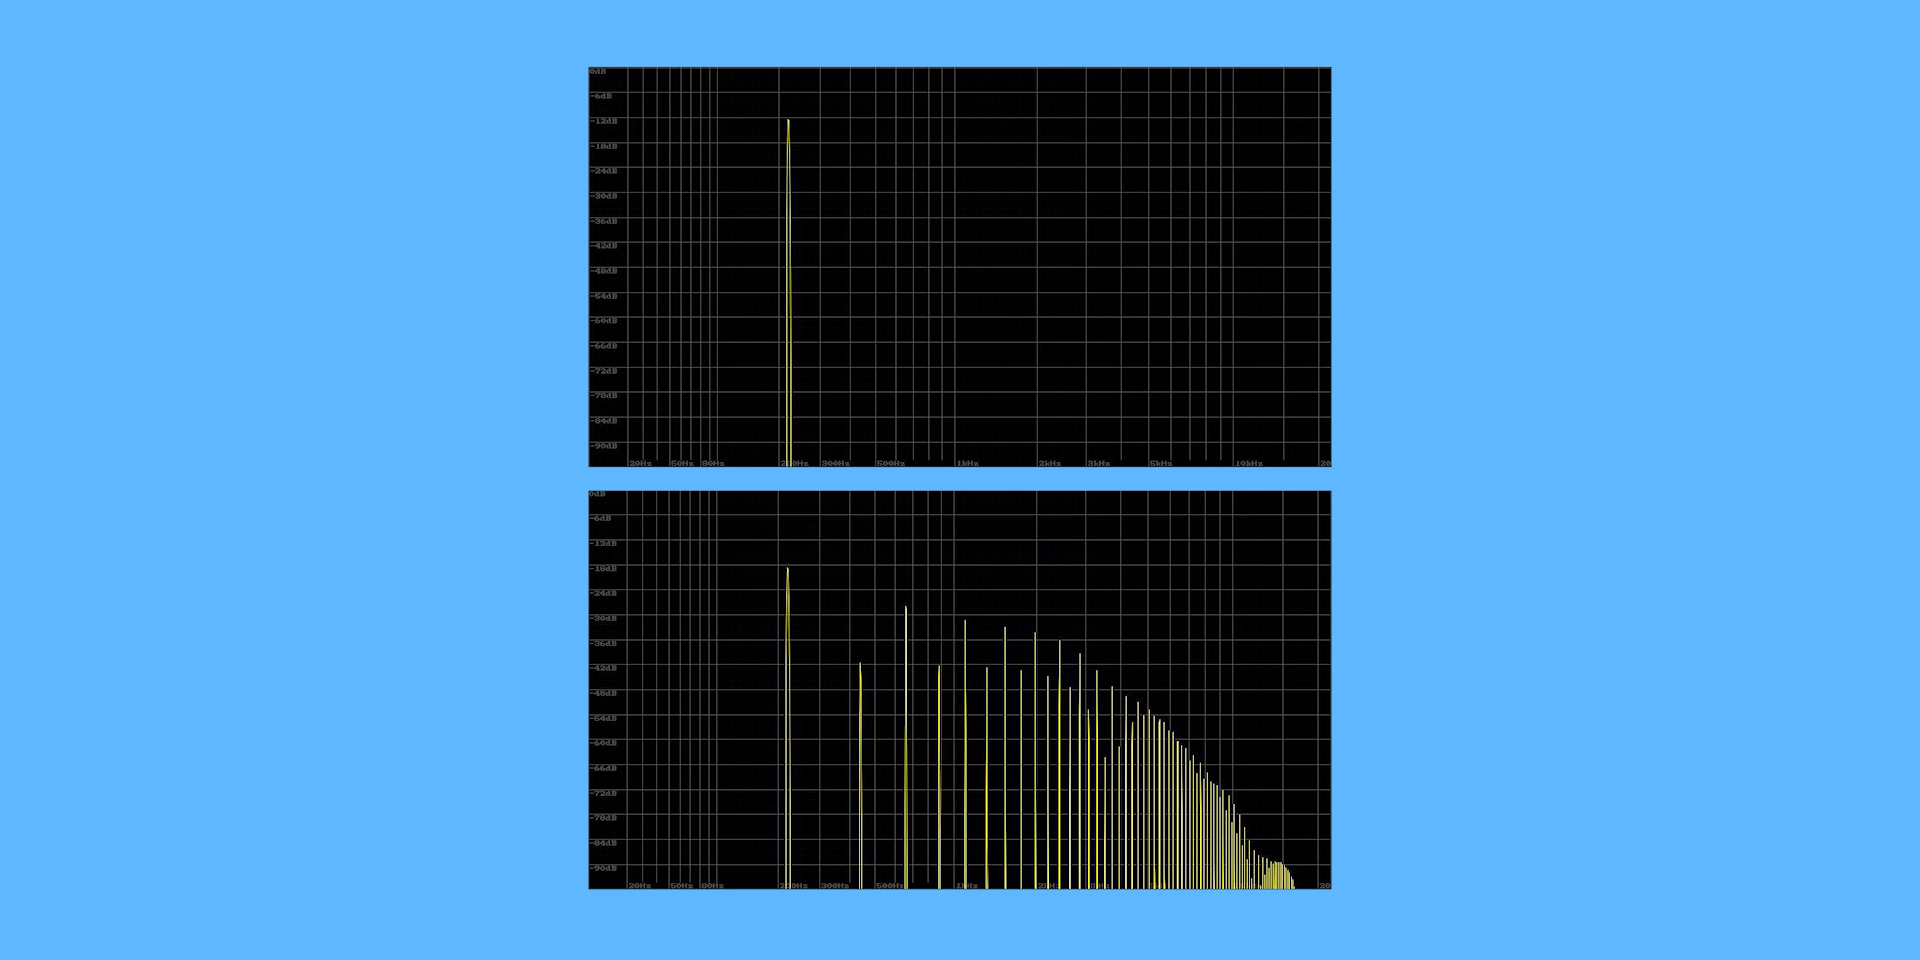 0dB
-6dB
-12dB
-18dB
-24dB
-30dB
-36dB
-42dB
-48dB
-54dB
-60dB
-66dB
-72dB
-78dB
-84dB
-90dB
20Hz 50Hz 80Hz 300Hz 500Hz 1kHz 2kHz 3kHz 5kHz 10kHz 20
0dB
-6dB
-12dB
-18dB
-24dB
-30dB
-36dB
-42dB
-48dB
-54dB
-60dB
-66dB
-72dB
-78dB
-84dB
-90dB
20Hz 50Hz 80Hz 300Hz 500Hz 20